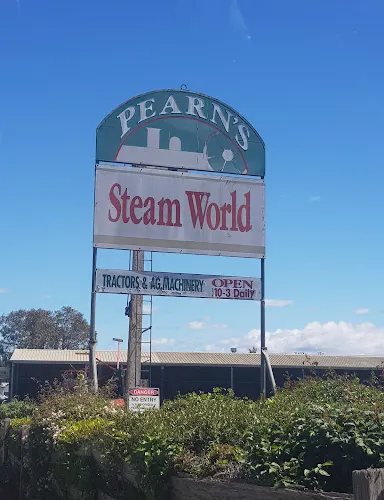 PEARN'S
Steam World
TRACTORS & AG. MACHINERY OPEN
10-3 Daily
DANGER
NO ENTRY